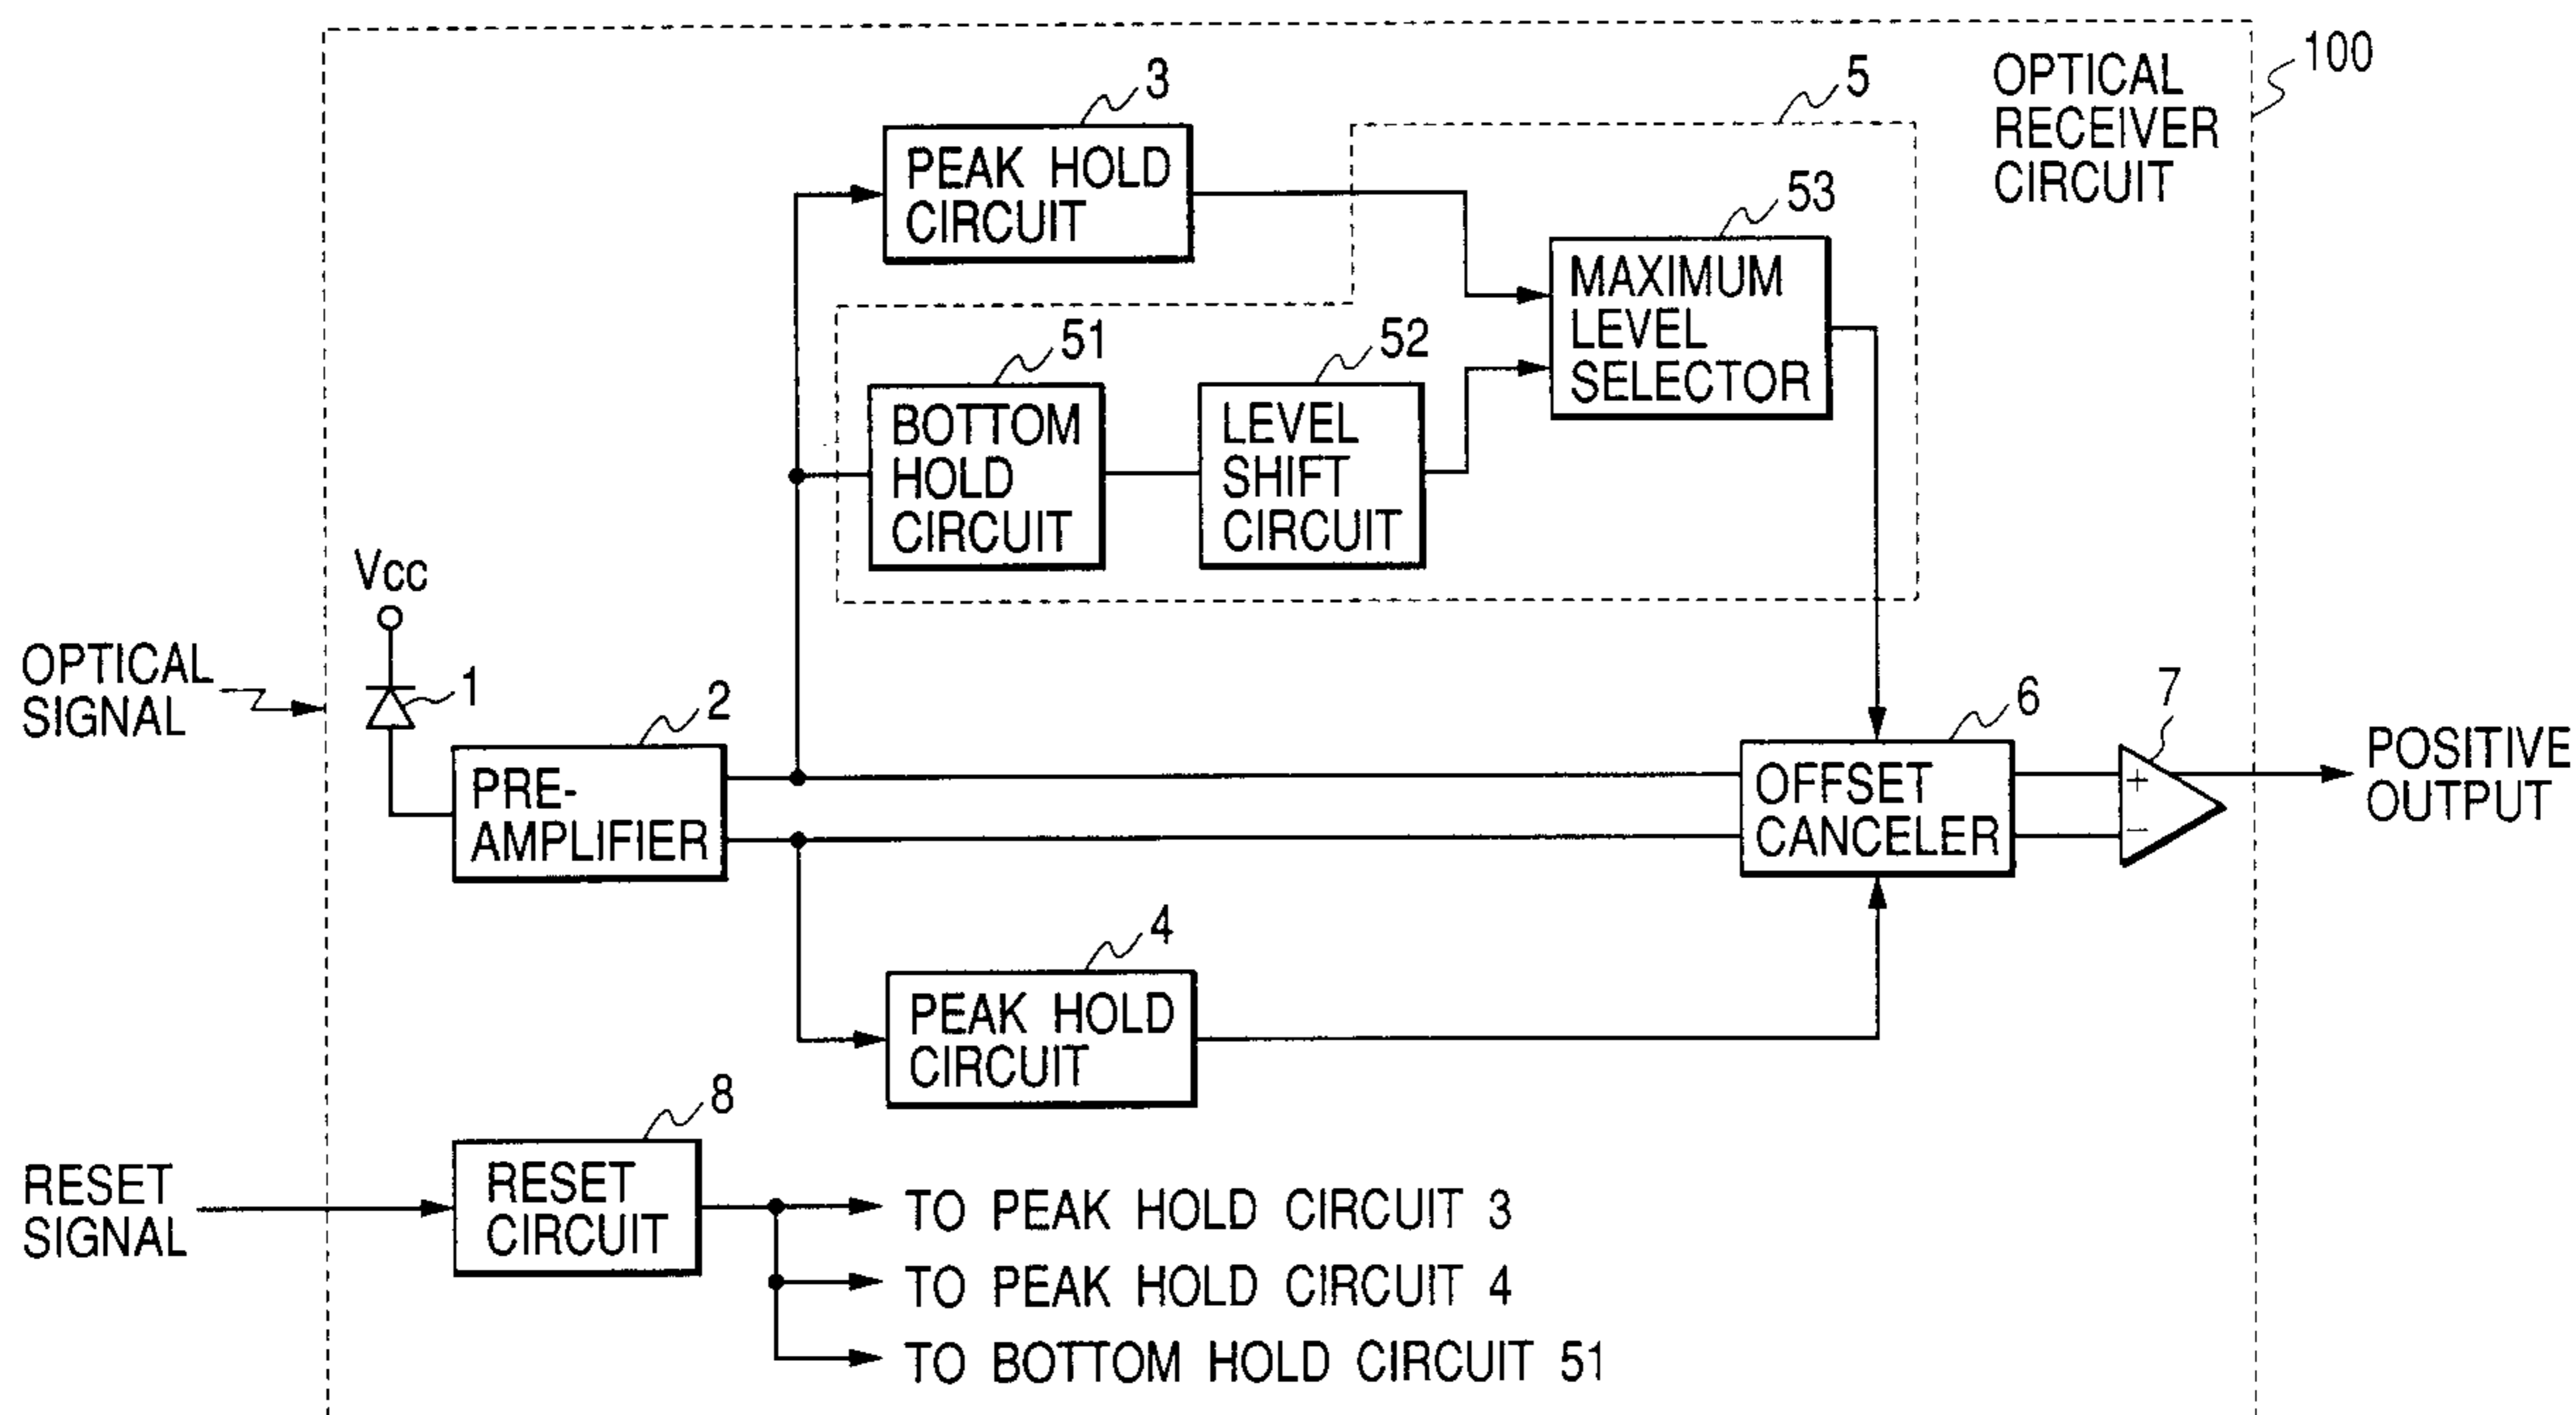 100
OPTICAL
RECEIVER
CIRCUIT
3
PEAK HOLD
CIRCUIT
5
53
MAXIMUM
LEVEL
SELECTOR
51
BOTTOM
HOLD
CIRCUIT
52
LEVEL
SHIFT
CIRCUIT
Vcc
OPTICAL
SIGNAL
1
2
PRE-
AMPLIFIER
6
OFFSET
CANCELER
7
+
−
POSITIVE
OUTPUT
4
PEAK HOLD
CIRCUIT
RESET
SIGNAL
8
RESET
CIRCUIT
TO PEAK HOLD CIRCUIT 3
TO PEAK HOLD CIRCUIT 4
TO BOTTOM HOLD CIRCUIT 51